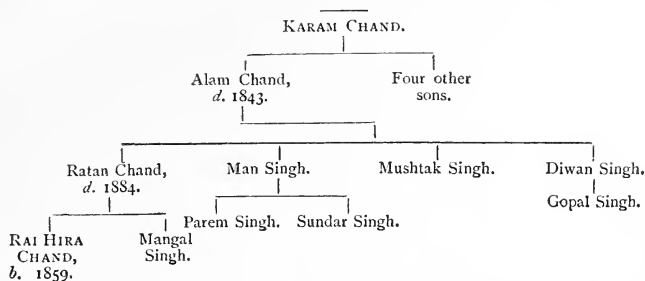 KARAM CHAND.
Alam Chand,
d. 1843.
Four other
sons.
Ratan Chand,
d. 1884.
Man Singh.
Mushtak Singh.
Diwan Singh.
Parem Singh.
Sundar Singh.
Gopal Singh.
RAI HIRA
CHAND,
b. 1859.
Mangal
Singh.